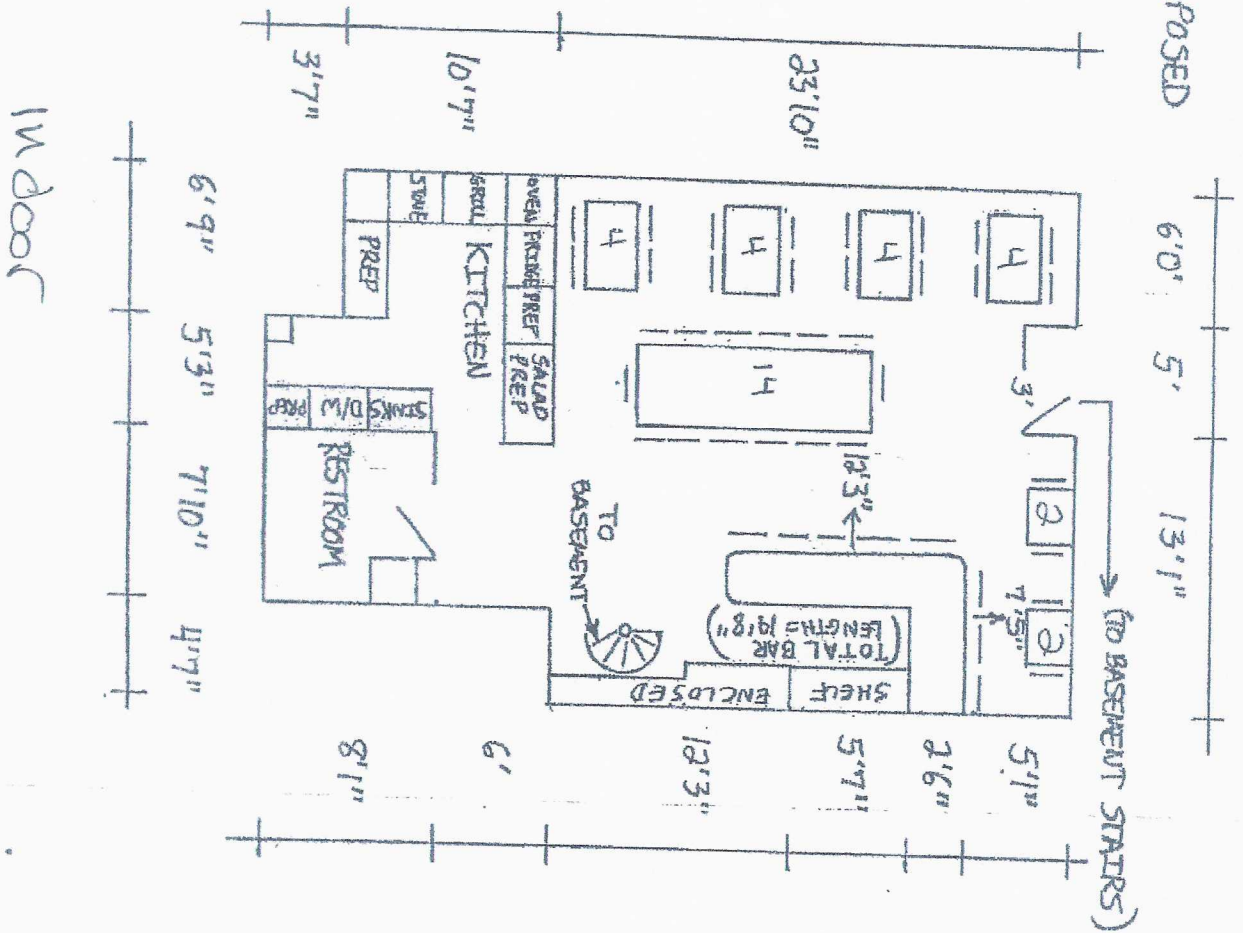 POSED
23'10"
10'7"
3'7"
6'0"
5'
13'1"
(TO BASEMENT STAIRS)
3'
4
4
4
4
14
2
2
12'3"
7'5"
(TOTAL BAR
LENGTH=19'8")
SHELF
ENCLOSED
TO
BASEMENT
OVEN
FRIDGE
PREP
SALAD
PREP
GRILL
STOVE
PREP
KITCHEN
SINKS
D/W
PREP
RESTROOM
5'1"
2'6"
5'7"
12'3"
6'
8'1"
6'9"
5'3"
7'10"
4'7"
INdoor